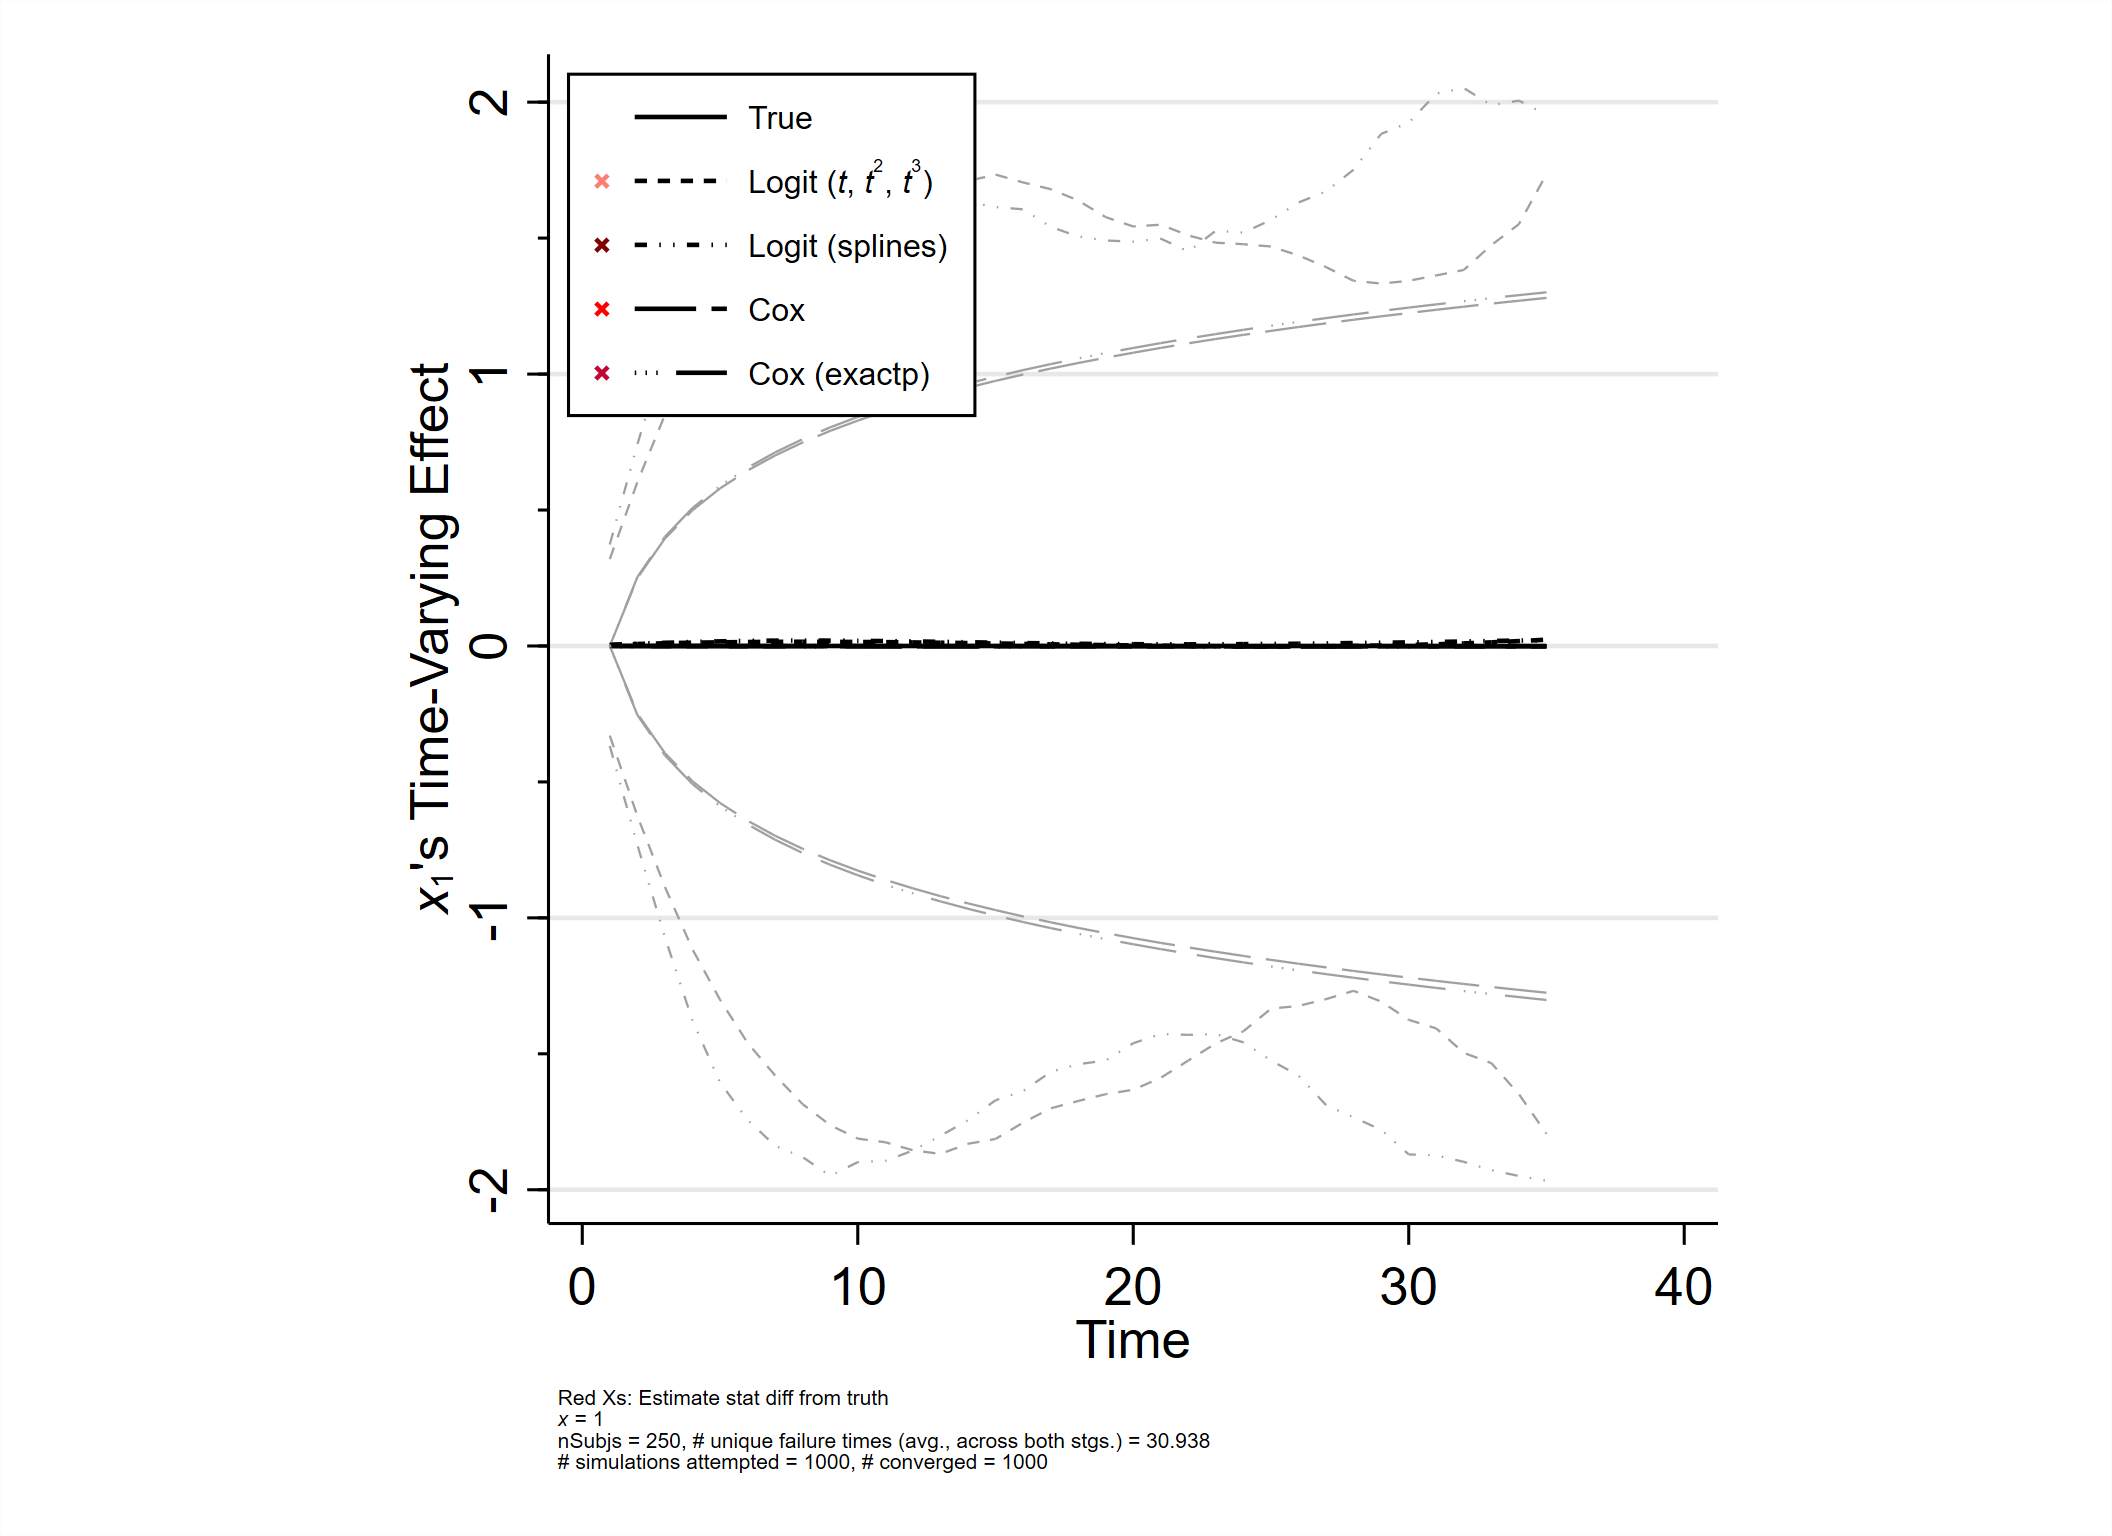 True
Logit (t, t², t³)
Logit (splines)
Cox
Cox (exactp)
x₁'s Time-Varying Effect
2
1
0
-1
-2
0 10 20 30 40
Time
Red Xs: Estimate stat diff from truth
x = 1
nSubjs = 250, # unique failure times (avg., across both stgs.) = 30.938
# simulations attempted = 1000, # converged = 1000